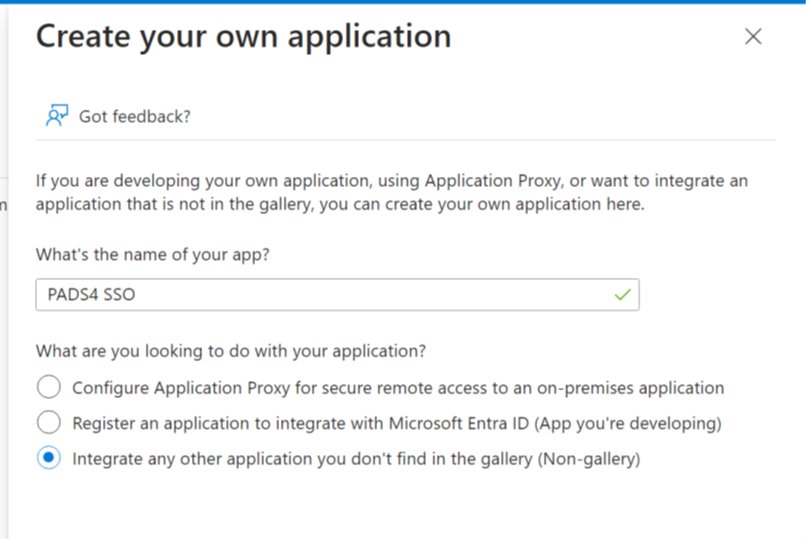 Create your own application
Got feedback?
If you are developing your own application, using Application Proxy, or want to integrate an
application that is not in the gallery, you can create your own application here.
What's the name of your app?
PADS4 SSO
What are you looking to do with your application?
Configure Application Proxy for secure remote access to an on-premises application
Register an application to integrate with Microsoft Entra ID (App you're developing)
Integrate any other application you don't find in the gallery (Non-gallery)